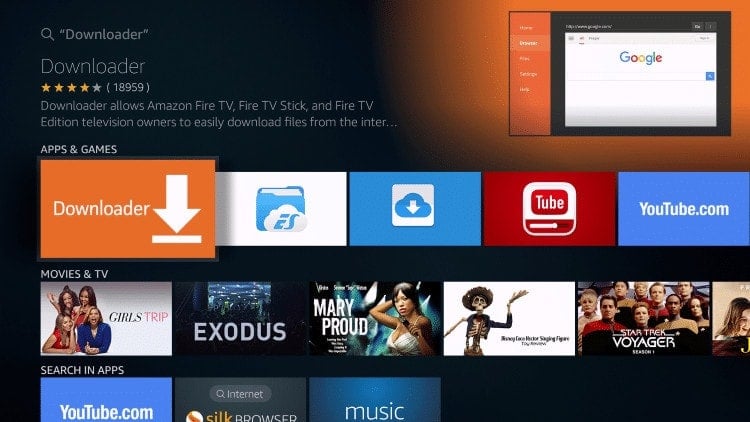 "Downloader"
Downloader
( 18959 )
Downloader allows Amazon Fire TV, Fire TV Stick, and Fire TV
Edition television owners to easily download files from the inter…
Home
Browser
Files
Settings
Help
http://www.google.com/
Go
Google
APPS & GAMES
Downloader
ES
Tube
YouTube.com
MOVIES & TV
GIRLS TRIP
EXODUS
MARY
PROUD
Disney Coco Hector Singing Figure
Toy Review
STAR TREK
VOYAGER
SEASON 1
SEARCH IN APPS
YouTube.com
Internet
silk BROWSER
music